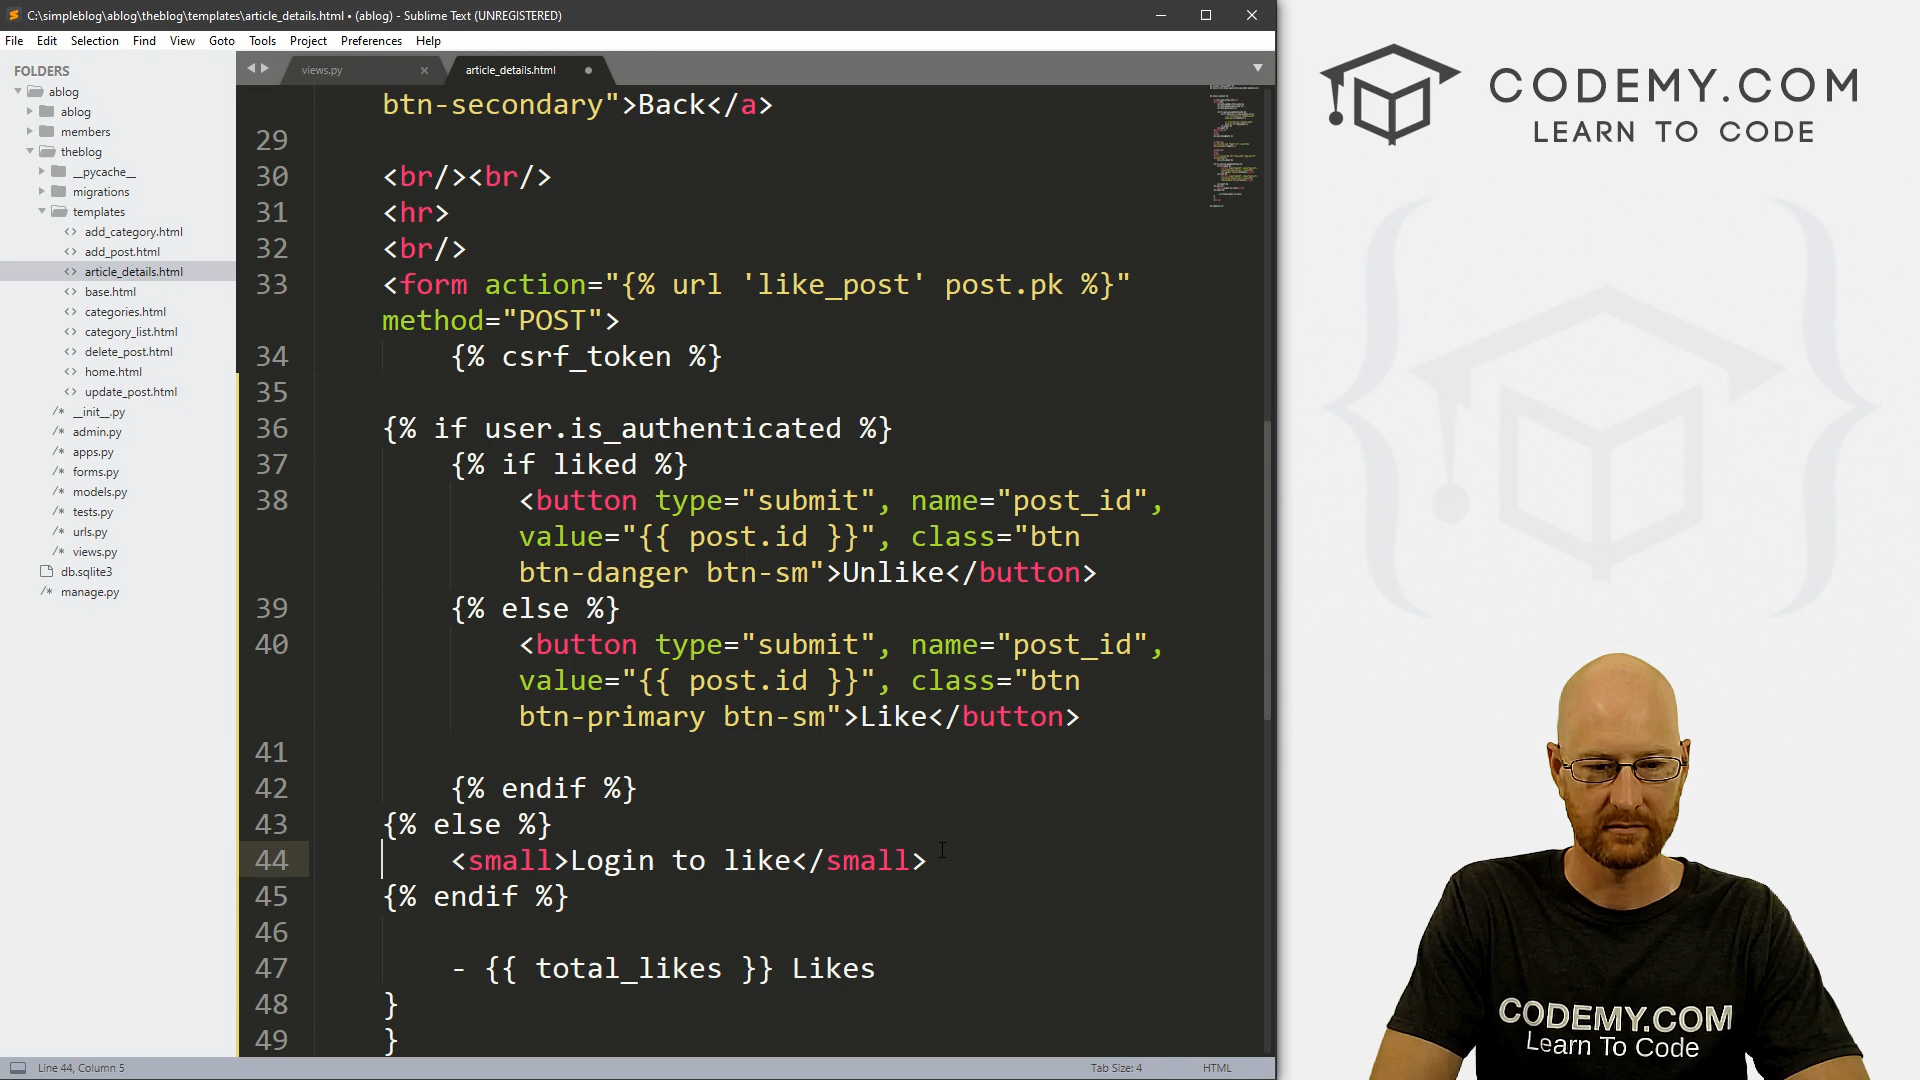 C:\simpleblog\ablog\theblog\templates\article_details.html • (ablog) - Sublime Text (UNREGISTERED)
File Edit Selection Find View Goto Tools Project Preferences Help
FOLDERS
ablog
ablog
members
theblog
__pycache__
migrations
templates
add_category.html
add_post.html
article_details.html
base.html
categories.html
category_list.html
delete_post.html
home.html
update_post.html
__init__.py
admin.py
apps.py
forms.py
models.py
tests.py
urls.py
views.py
db.sqlite3
manage.py
views.py
article_details.html
btn-secondary">Back</a>
29
30 <br/><br/>
31 <hr>
32 <br/>
33 <form action="{% url 'like_post' post.pk %}"
method="POST">
34 {% csrf_token %}
35
36 {% if user.is_authenticated %}
37 {% if liked %}
38 <button type="submit", name="post_id",
value="{{ post.id }}", class="btn
btn-danger btn-sm">Unlike</button>
39 {% else %}
40 <button type="submit", name="post_id",
value="{{ post.id }}", class="btn
btn-primary btn-sm">Like</button>
41
42 {% endif %}
43 {% else %}
44 <small>Login to like</small>
45 {% endif %}
46
47 - {{ total_likes }} Likes
48 }
49 }
Line 44, Column 5
Tab Size: 4
HTML
CODEMY.COM
LEARN TO CODE
CODEMY.COM
Learn To Code